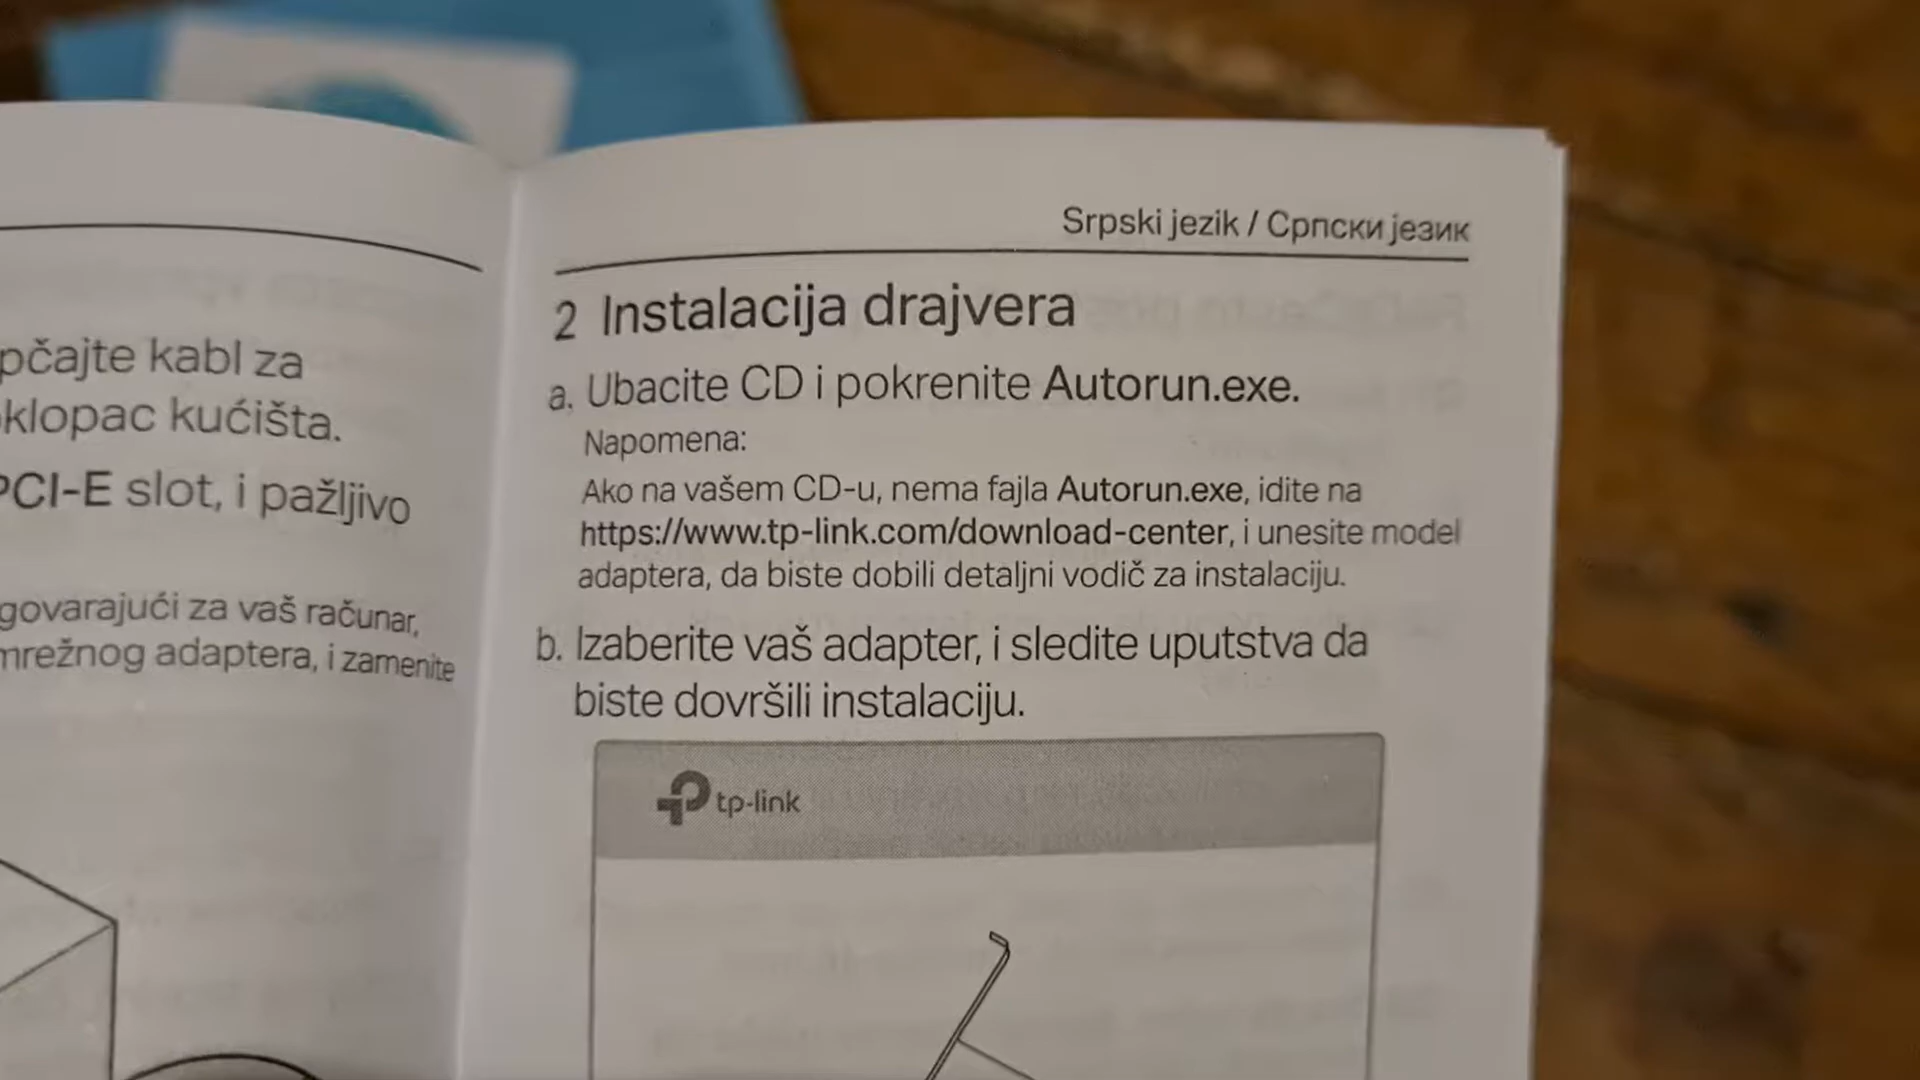 pčajte kabl za
klopac kućišta.
PCI-E slot, i pažljivo
govarajući za vaš računar,
mrežnog adaptera, i zamenite
Srpski jezik / Српски језик
2 Instalacija drajvera
a. Ubacite CD i pokrenite Autorun.exe.
Napomena:
Ako na vašem CD-u, nema fajla Autorun.exe, idite na
https://www.tp-link.com/download-center, i unesite model
adaptera, da biste dobili detaljni vodič za instalaciju.
b. Izaberite vaš adapter, i sledite uputstva da
biste dovršili instalaciju.
tp-link